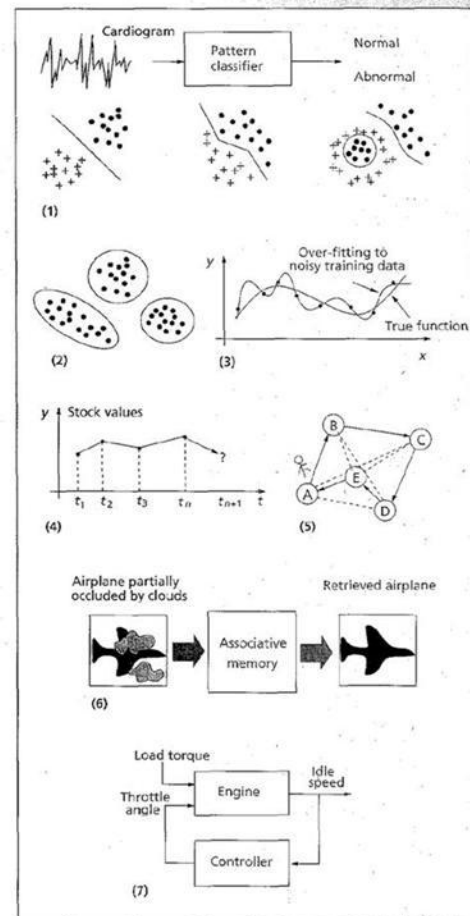 Cardiogram
Pattern
classifier
Normal
Abnormal
(1)
(2)
y
Over-fitting to
noisy training data
True function
x
(3)
y
Stock values
?
t1
t2
t3
tn
tn+1
t
(4)
B
C
E
A
D
(5)
Airplane partially
occluded by clouds
Retrieved airplane
Associative
memory
(6)
Load torque
Throttle
angle
Engine
Idle
speed
Controller
(7)